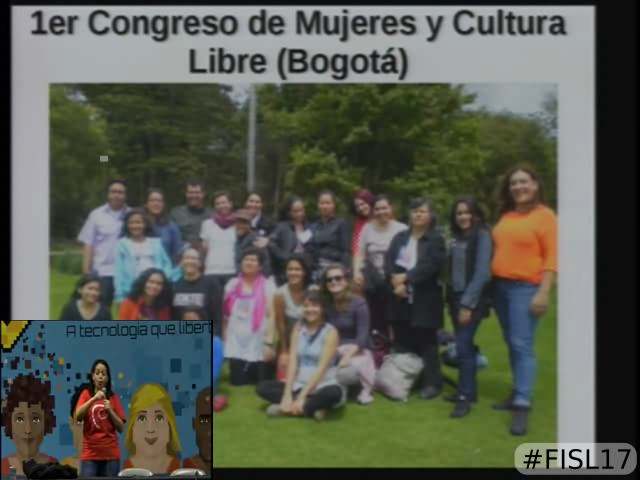 1er Congreso de Mujeres y Cultura
Libre (Bogotá)
A tecnologia que libert
#FISL17